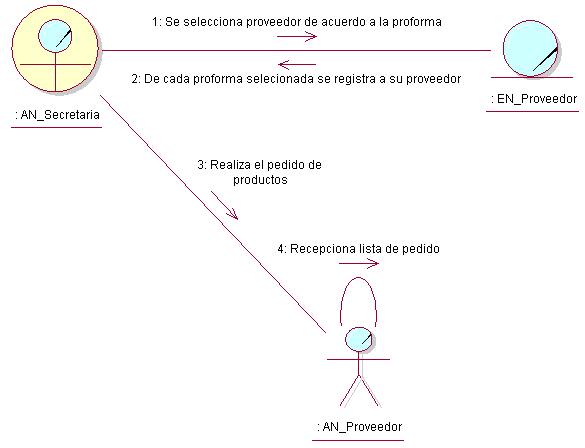 1: Se selecciona proveedor de acuerdo a la proforma
2: De cada proforma selecionada se registra a su proveedor
: AN_Secretaria
: EN_Proveedor
3: Realiza el pedido de
productos
4: Recepciona lista de pedido
: AN_Proveedor